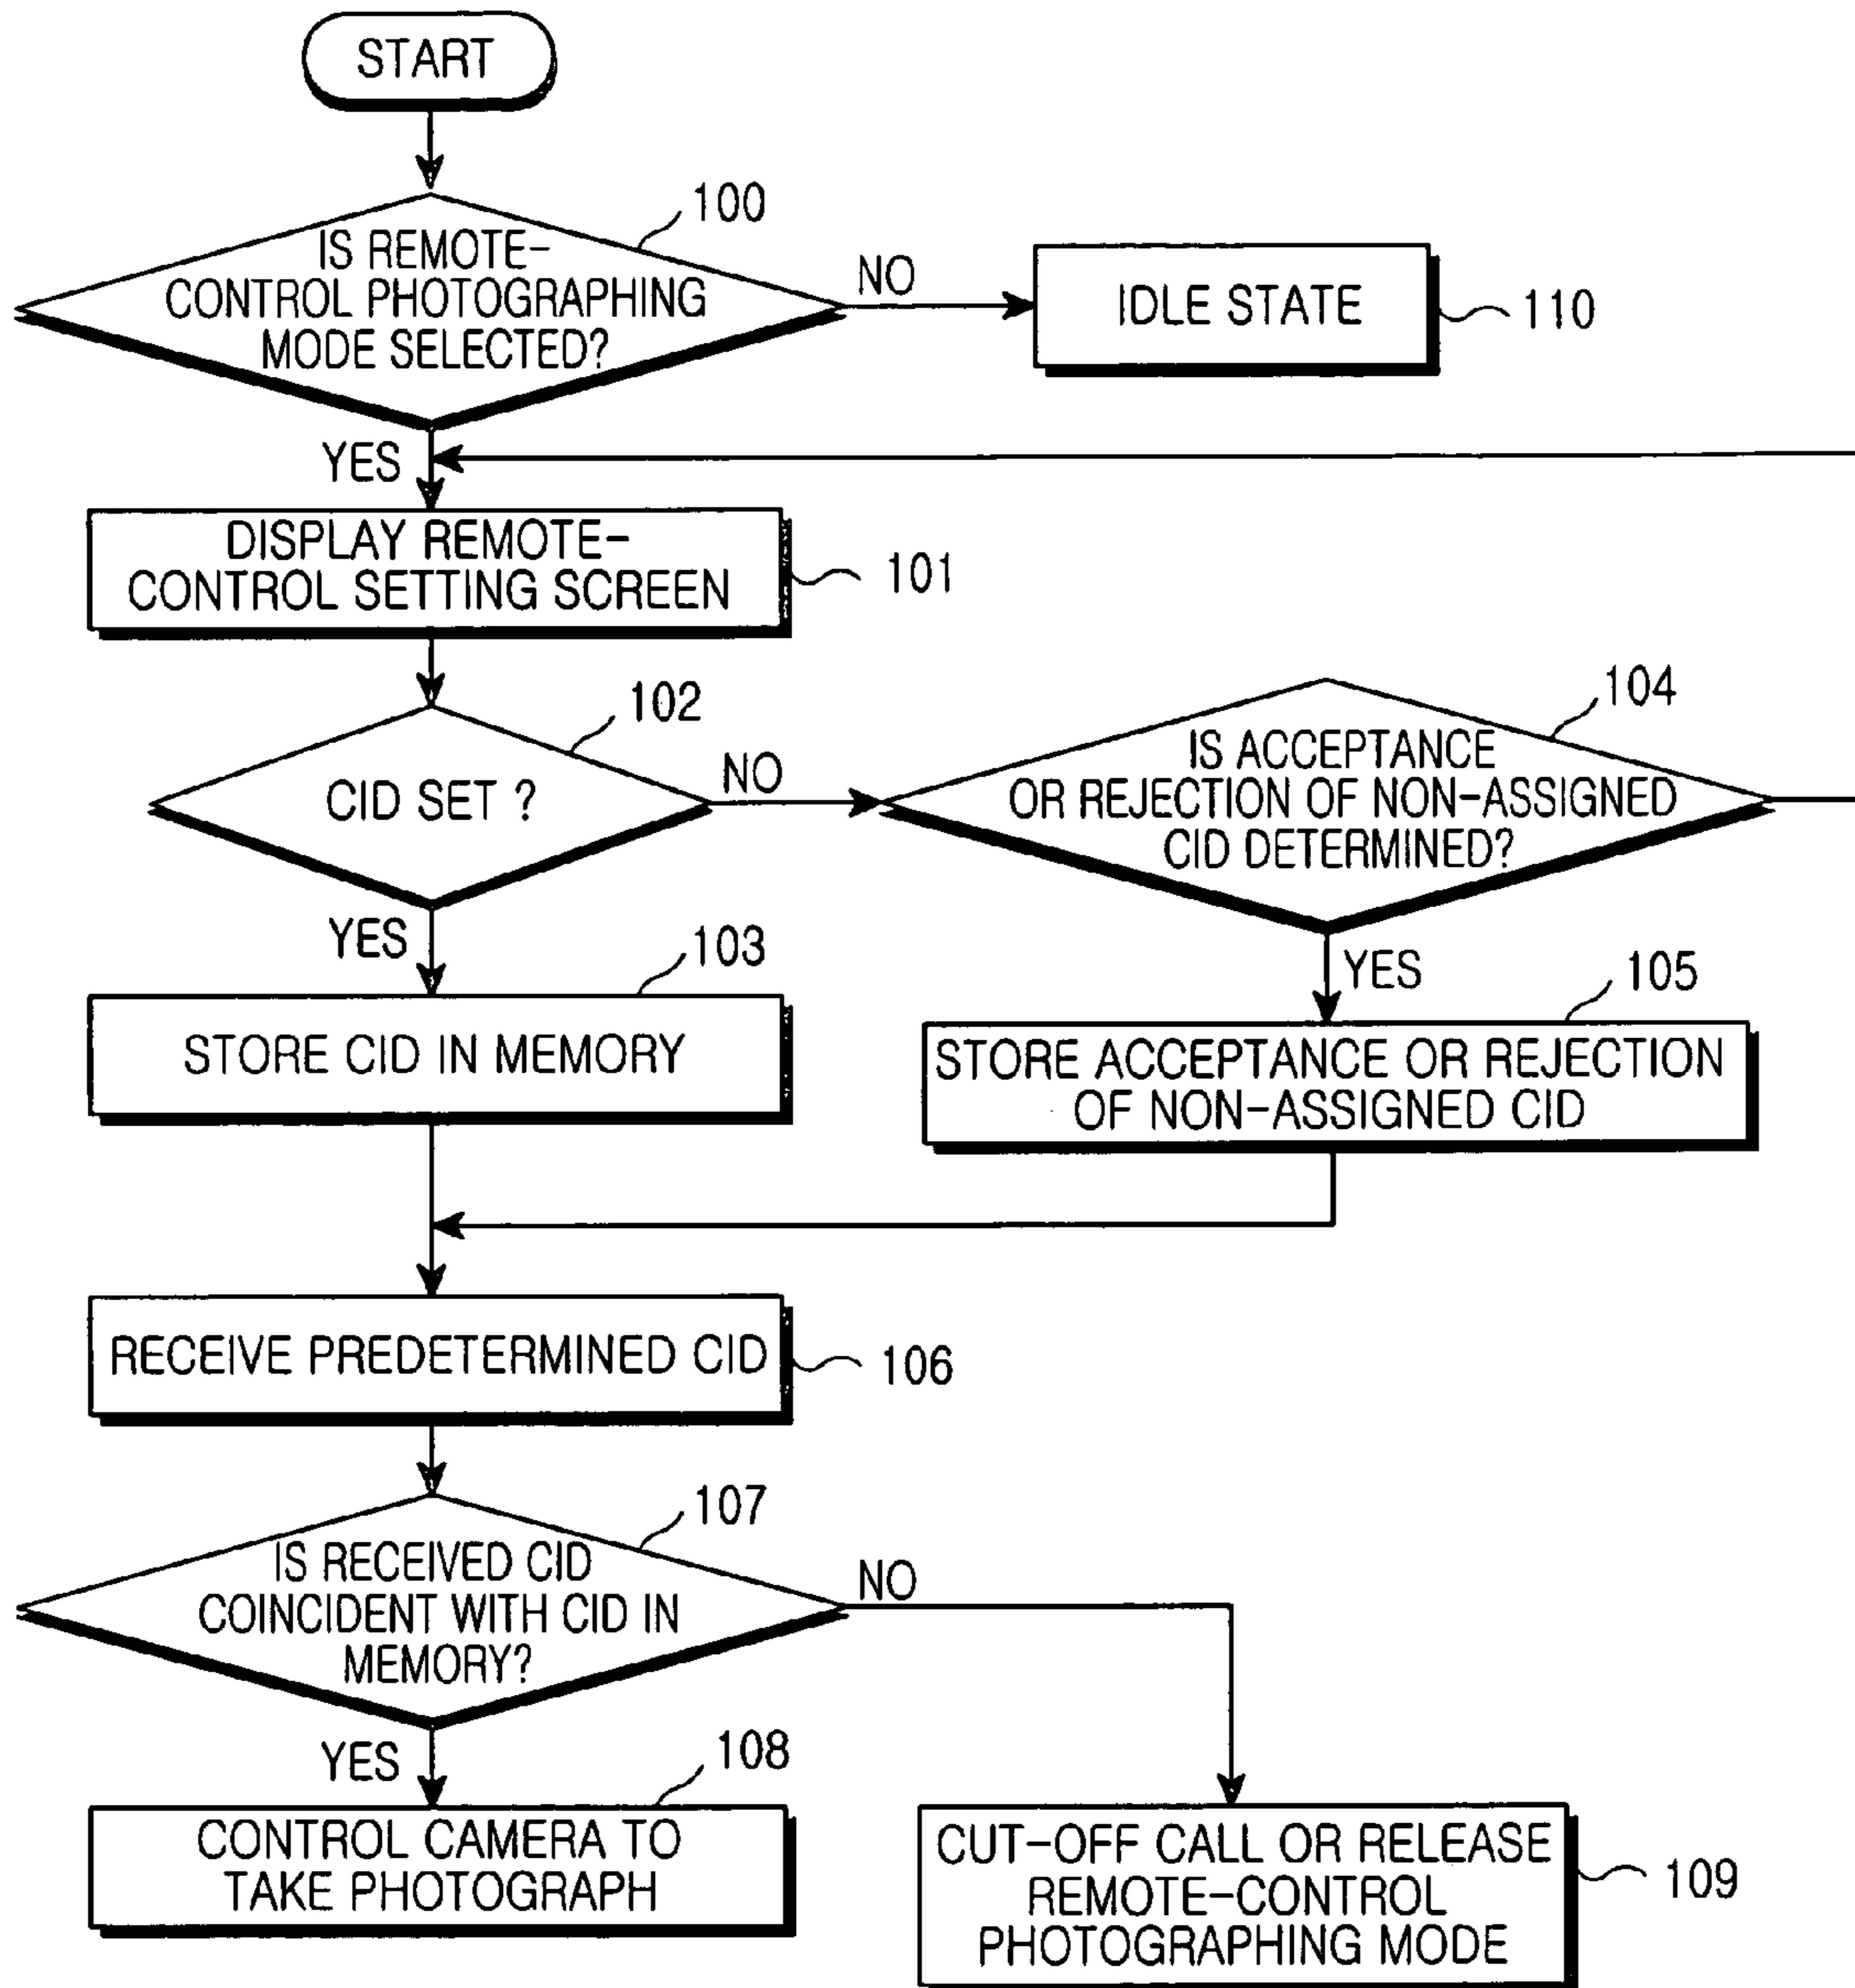 START
100
IS REMOTE-
CONTROL PHOTOGRAPHING
MODE SELECTED?
NO
IDLE STATE
110
YES
DISPLAY REMOTE-
CONTROL SETTING SCREEN
101
102
CID SET ?
NO
104
IS ACCEPTANCE
OR REJECTION OF NON-ASSIGNED
CID DETERMINED?
YES
103
STORE CID IN MEMORY
YES
105
STORE ACCEPTANCE OR REJECTION
OF NON-ASSIGNED CID
RECEIVE PREDETERMINED CID
106
107
IS RECEIVED CID
COINCIDENT WITH CID IN
MEMORY?
NO
YES
108
CONTROL CAMERA TO
TAKE PHOTOGRAPH
CUT-OFF CALL OR RELEASE
REMOTE-CONTROL
PHOTOGRAPHING MODE
109